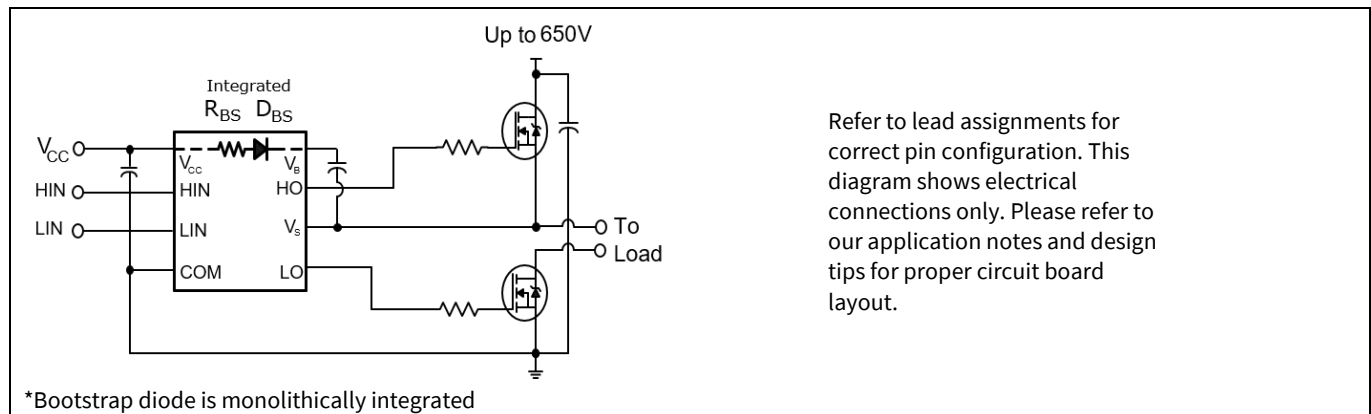 Up to 650V
Integrated
RBS DBS
VCC
VCC
VB
HIN
HIN
HO
LIN
LIN
VS
To
Load
COM
LO
Refer to lead assignments for
correct pin configuration. This
diagram shows electrical
connections only. Please refer to
our application notes and design
tips for proper circuit board
layout.
*Bootstrap diode is monolithically integrated